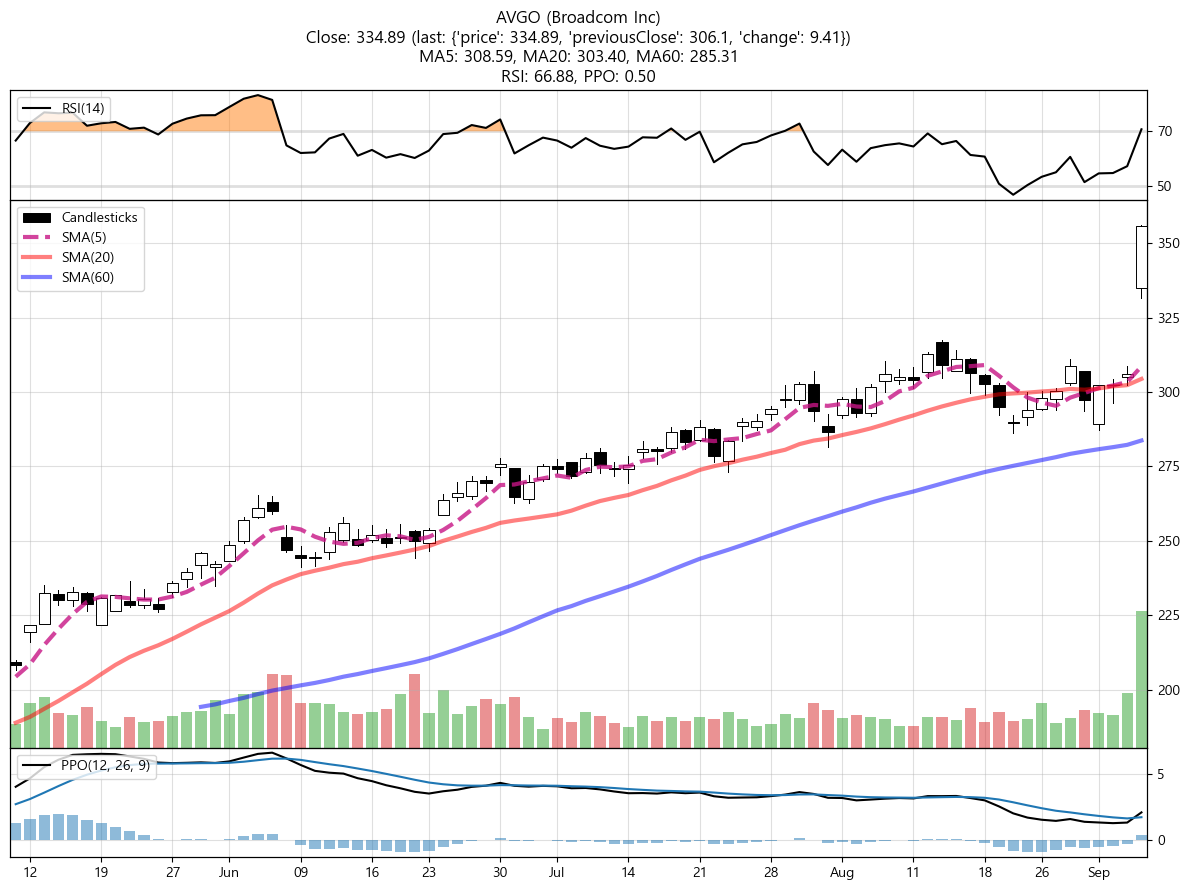 AVGO (Broadcom Inc)
Close: 334.89 (last: {'price': 334.89, 'previousClose': 306.1, 'change': 9.41})
MA5: 308.59, MA20: 303.40, MA60: 285.31
RSI: 66.88, PPO: 0.50
RSI(14)
70
50
Candlesticks
SMA(5)
SMA(20)
SMA(60)
350
325
300
275
250
225
200
PPO(12, 26, 9)
5
0
12 19 27 Jun 09 16 23 30 Jul 14 21 28 Aug 11 18 26 Sep